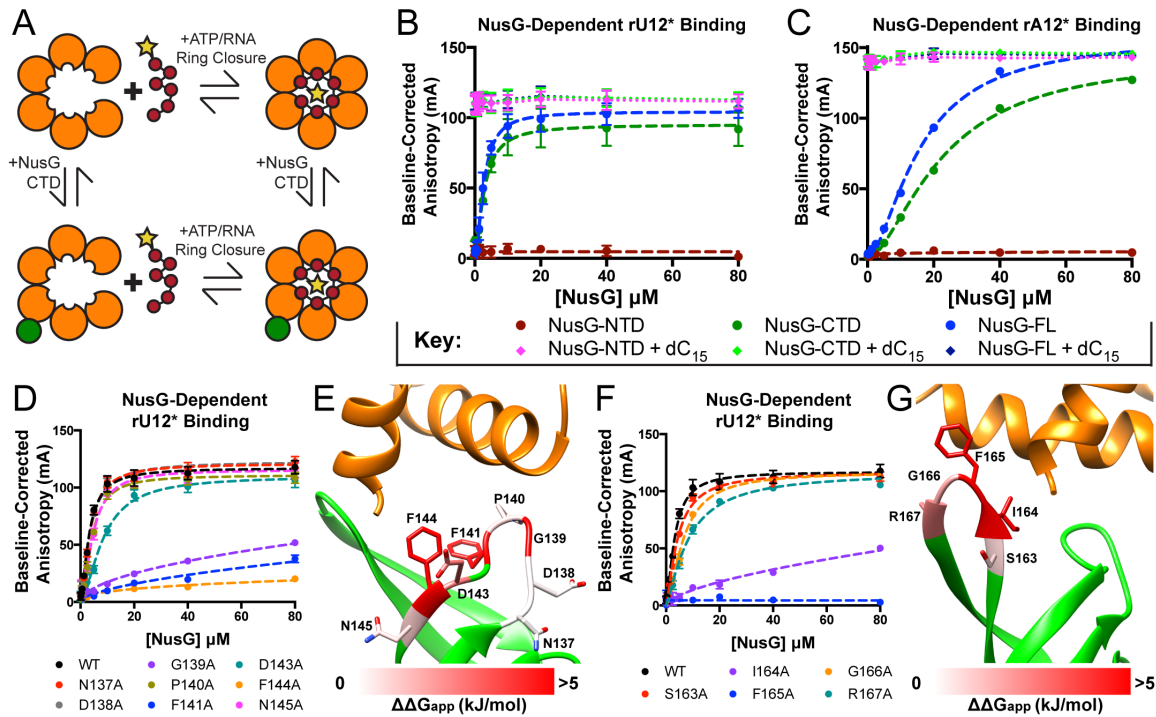 A
+ATP/RNA
Ring Closure
+NusG
CTD
+NusG
CTD
+ATP/RNA
Ring Closure
B
NusG-Dependent rU12* Binding
Baseline-Corrected
Anisotropy (mA)
150
100
50
0
0 20 40 60 80
[NusG] µM
C
NusG-Dependent rA12* Binding
Baseline-Corrected
Anisotropy (mA)
150
100
50
0
0 20 40 60 80
[NusG] µM
Key:
NusG-NTD NusG-CTD NusG-FL
NusG-NTD + dC15 NusG-CTD + dC15 NusG-FL + dC15
D
NusG-Dependent
rU12* Binding
Baseline-Corrected
Anisotropy (mA)
150
100
50
0
0 20 40 60 80
[NusG] µM
WT G139A D143A
N137A P140A F144A
D138A F141A N145A
E
P140
F144
F141
G139
D138
D143
N145
N137
0 >5
ΔΔGapp (kJ/mol)
F
NusG-Dependent
rU12* Binding
Baseline-Corrected
Anisotropy (mA)
150
100
50
0
0 20 40 60 80
[NusG] µM
WT I164A G166A
S163A F165A R167A
G
F165
G166
R167
I164
S163
0 >5
ΔΔGapp (kJ/mol)